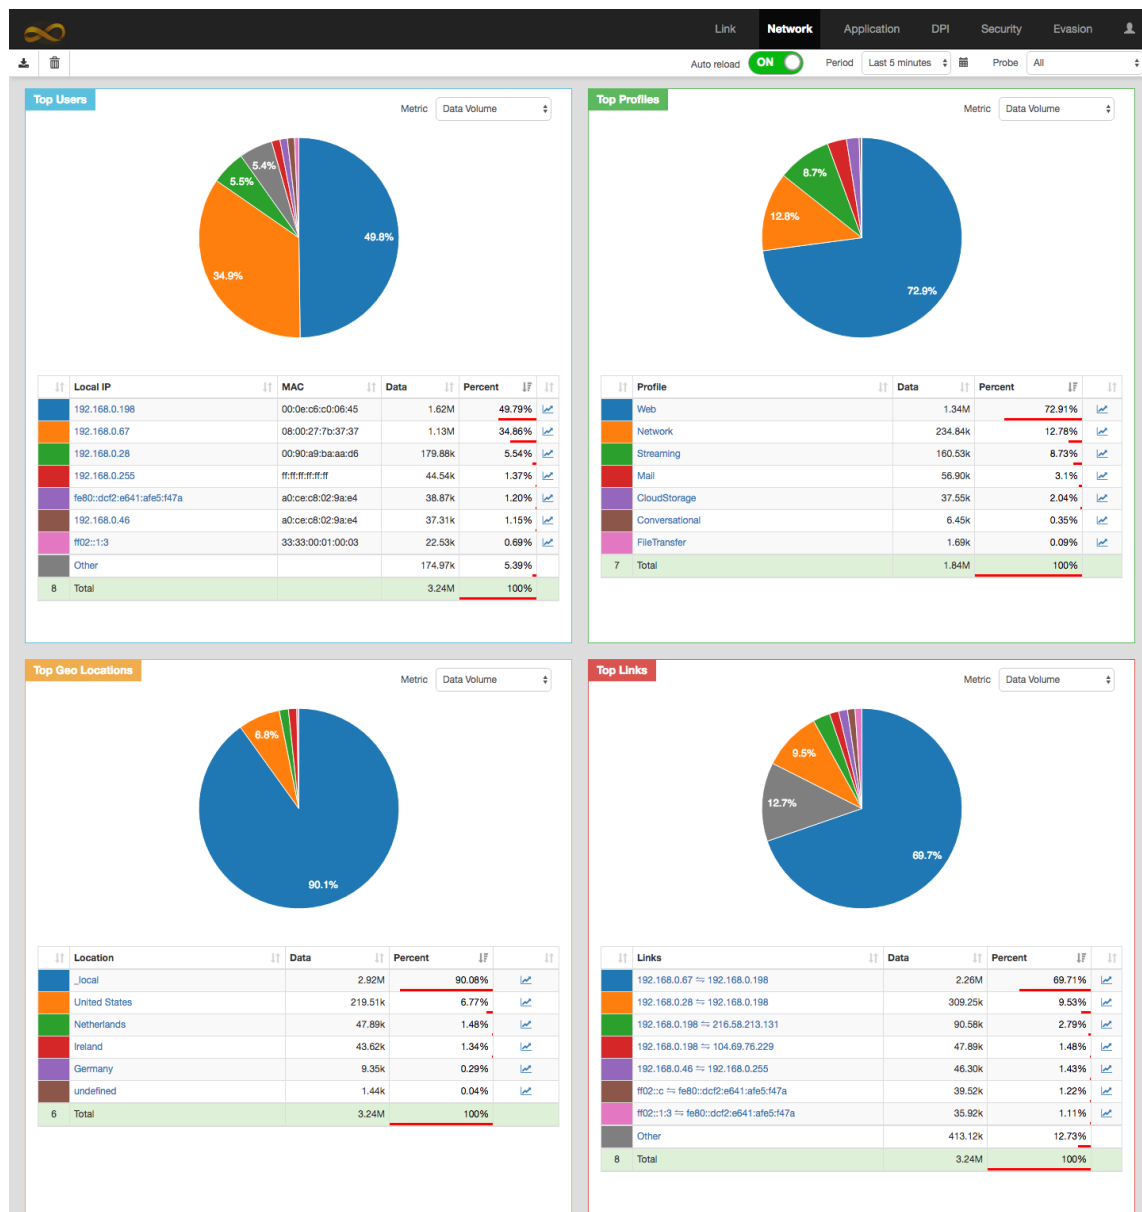 Link Network Application DPI Security Evasion
Auto reload ON Period Last 5 minutes Probe All
Top Users
Metric Data Volume
5.4%
5.5%
49.8%
34.9%
Local IP MAC Data Percent
192.168.0.198 00:0e:c6:c0:06:45 1.62M 49.79%
192.168.0.67 08:00:27:7b:37:37 1.13M 34.86%
192.168.0.28 00:90:a9:ba:aa:d6 179.88k 5.54%
192.168.0.255 ff:ff:ff:ff:ff:ff 44.54k 1.37%
fe80::dcf2:e641:afe5:f47a a0:ce:c8:02:9a:e4 38.87k 1.20%
192.168.0.46 a0:ce:c8:02:9a:e4 37.31k 1.15%
ff02::1:3 33:33:00:01:00:03 22.53k 0.69%
Other 174.97k 5.39%
8 Total 3.24M 100%
Top Profiles
Metric Data Volume
8.7%
12.8%
72.9%
Profile Data Percent
Web 1.34M 72.91%
Network 234.84k 12.78%
Streaming 160.53k 8.73%
Mail 56.90k 3.1%
CloudStorage 37.55k 2.04%
Conversational 6.45k 0.35%
FileTransfer 1.69k 0.09%
7 Total 1.84M 100%
Top Geo Locations
Metric Data Volume
6.8%
90.1%
Location Data Percent
_local 2.92M 90.08%
United States 219.51k 6.77%
Netherlands 47.89k 1.48%
Ireland 43.62k 1.34%
Germany 9.35k 0.29%
undefined 1.44k 0.04%
6 Total 3.24M 100%
Top Links
Metric Data Volume
9.5%
12.7%
69.7%
Links Data Percent
192.168.0.67 ⇋ 192.168.0.198 2.26M 69.71%
192.168.0.28 ⇋ 192.168.0.198 309.25k 9.53%
192.168.0.198 ⇋ 216.58.213.131 90.58k 2.79%
192.168.0.198 ⇋ 104.69.76.229 47.89k 1.48%
192.168.0.46 ⇋ 192.168.0.255 46.30k 1.43%
ff02::c ⇋ fe80::dcf2:e641:afe5:f47a 39.52k 1.22%
ff02::1:3 ⇋ fe80::dcf2:e641:afe5:f47a 35.92k 1.11%
Other 413.12k 12.73%
8 Total 3.24M 100%